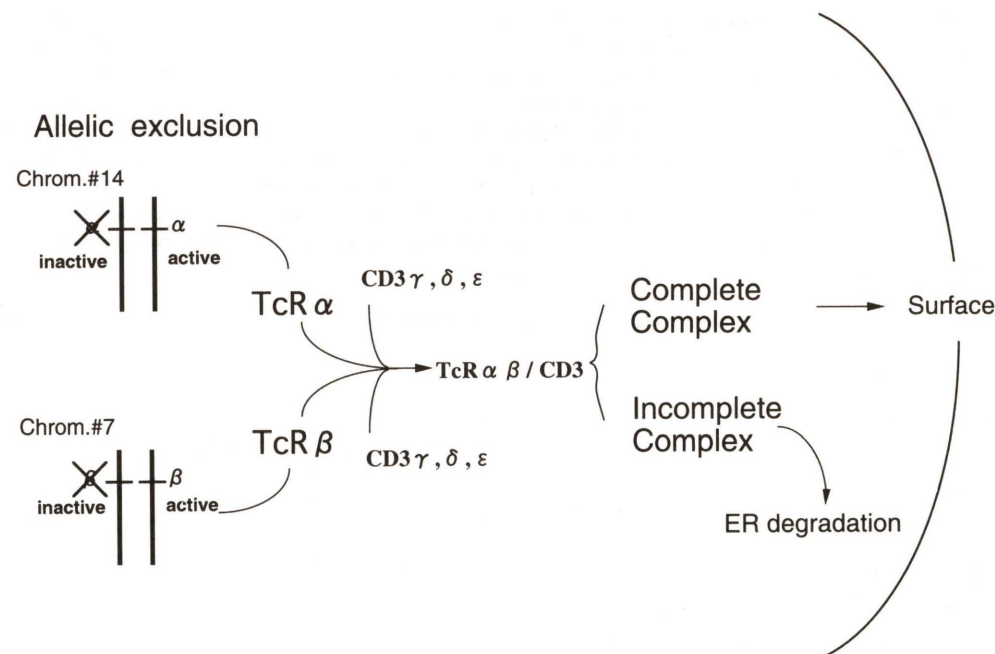 Allelic exclusion
Chrom.#14
α α
inactive active
TcR α
CD3 γ , δ , ε
TcR α β / CD3
Chrom.#7
β β
inactive active
TcR β
CD3 γ , δ , ε
Complete
Complex
Surface
Incomplete
Complex
ER degradation